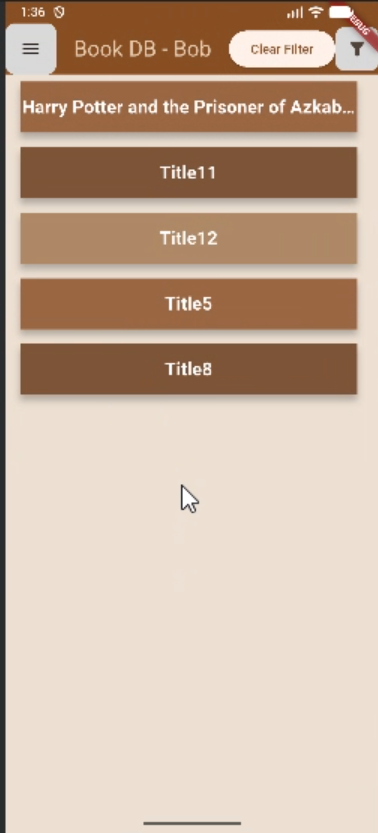 1:36
DEBUG
Book DB - Bob
Clear Filter
Harry Potter and the Prisoner of Azkab...
Title11
Title12
Title5
Title8